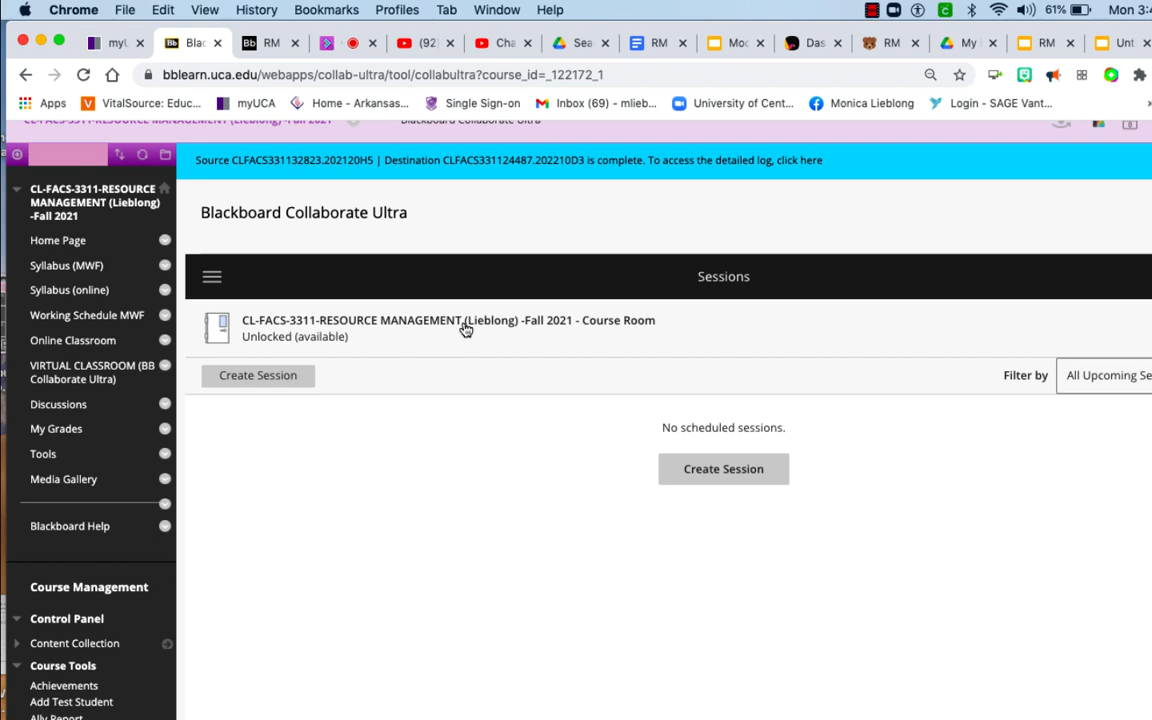 Chrome File Edit View History Bookmarks Profiles Tab Window Help 61% Mon 3:4
myU Blac RM (92) Cha Sea RM Moc Das RM My RM Unt
bblearn.uca.edu/webapps/collab-ultra/tool/collabultra?course_id=_122172_1
Apps VitalSource: Educ... myUCA Home - Arkansas... Single Sign-on Inbox (69) - mlieb... University of Cent... Monica Lieblong Login - SAGE Vant...
CL-FACS-3311-RESOURCE MANAGEMENT (Lieblong) -Fall 2021 Blackboard Collaborate Ultra
Source CLFACS331132823.202120H5 | Destination CLFACS331124487.202210D3 is complete. To access the detailed log, click here
CL-FACS-3311-RESOURCE
MANAGEMENT (Lieblong)
-Fall 2021
Home Page
Syllabus (MWF)
Syllabus (online)
Working Schedule MWF
Online Classroom
VIRTUAL CLASSROOM (BB
Collaborate Ultra)
Discussions
My Grades
Tools
Media Gallery
Blackboard Help
Course Management
Control Panel
Content Collection
Course Tools
Achievements
Add Test Student
Ally Report
Blackboard Collaborate Ultra
Sessions
CL-FACS-3311-RESOURCE MANAGEMENT (Lieblong) -Fall 2021 - Course Room
Unlocked (available)
Create Session
Filter by All Upcoming Se
No scheduled sessions.
Create Session